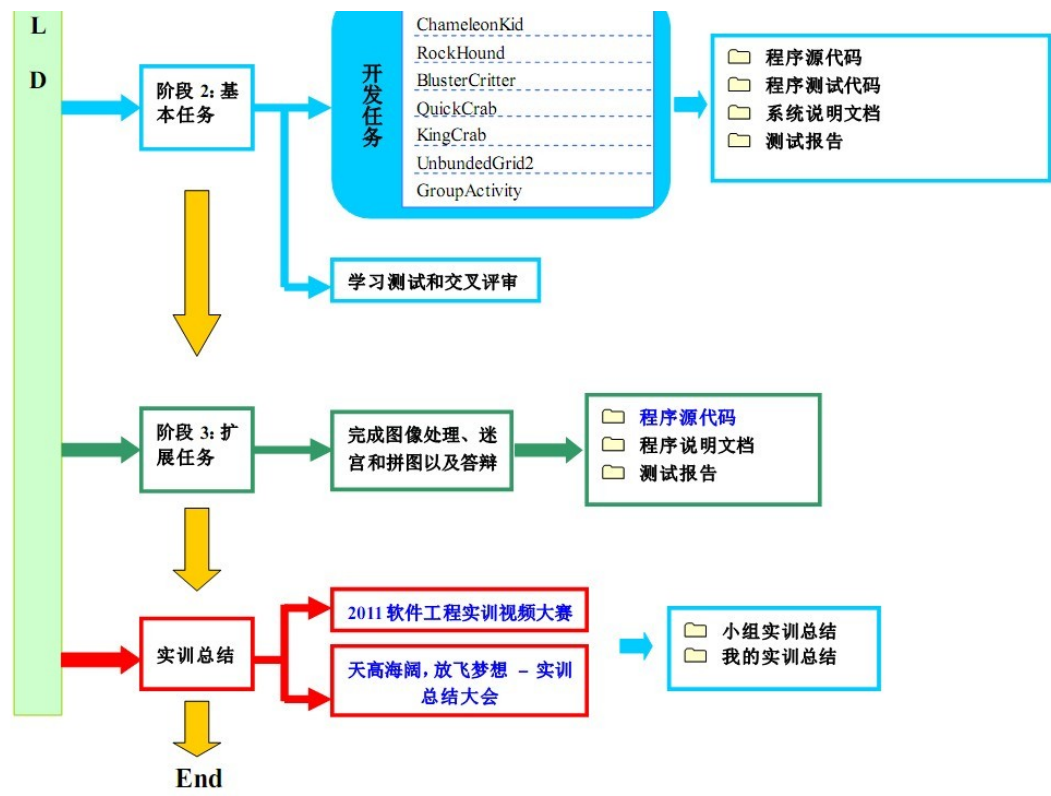 L
D
阶段 2: 基
本任务
开发任务
ChameleonKid
RockHound
BlusterCritter
QuickCrab
KingCrab
UnbundedGrid2
GroupActivity
程序源代码
程序测试代码
系统说明文档
测试报告
学习测试和交叉评审
阶段 3: 扩
展任务
完成图像处理、迷
宫和拼图以及答辩
程序源代码
程序说明文档
测试报告
实训总结
2011 软件工程实训视频大赛
天高海阔, 放飞梦想 – 实训
总结大会
小组实训总结
我的实训总结
End